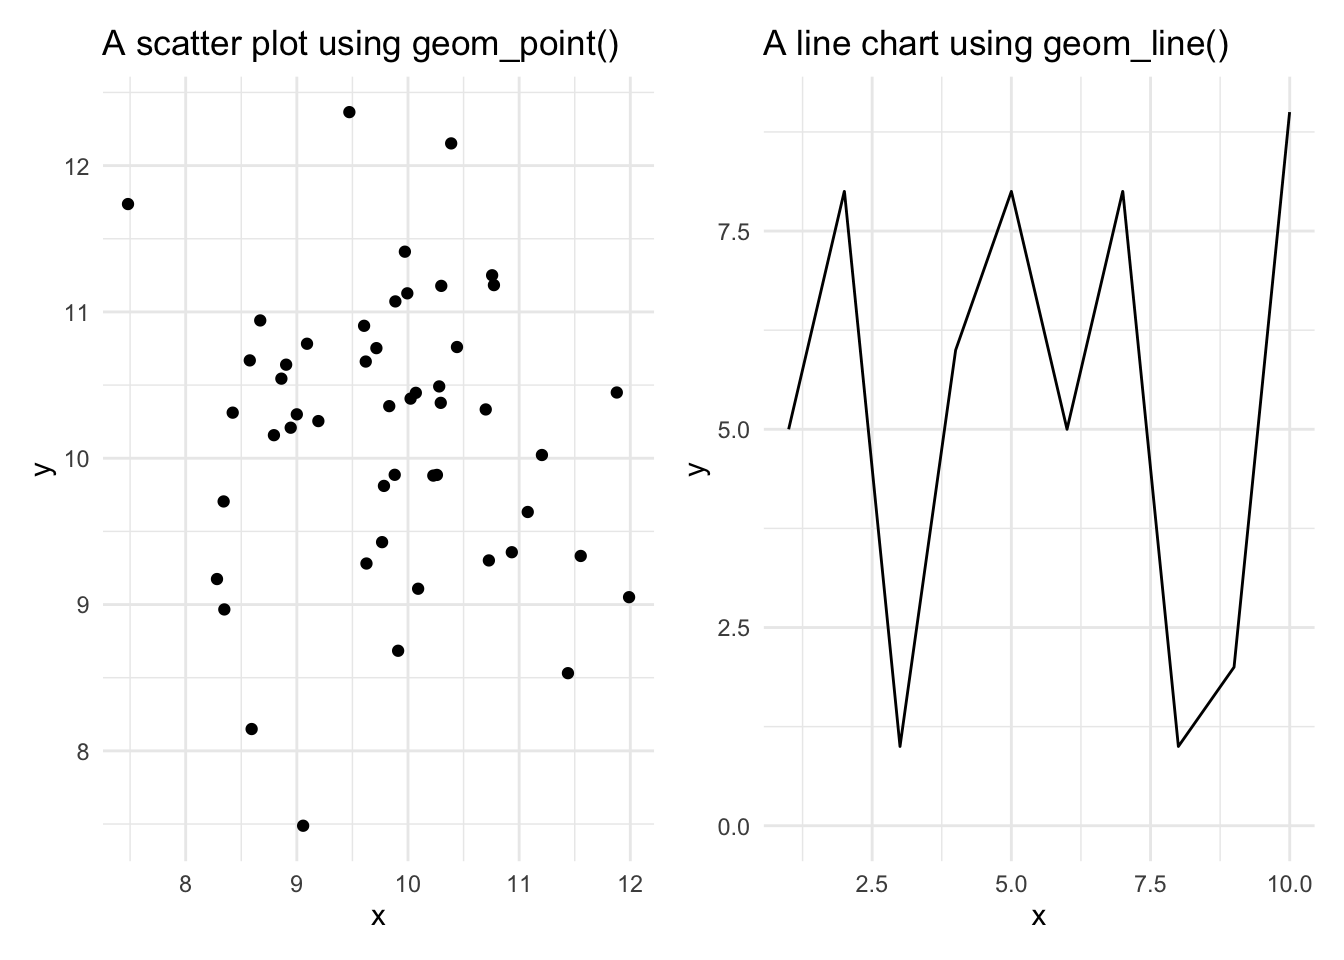 A scatter plot using geom_point()
12
11
10
9
8
y
8 9 10 11 12
x
A line chart using geom_line()
7.5
5.0
2.5
0.0
y
2.5 5.0 7.5 10.0
x